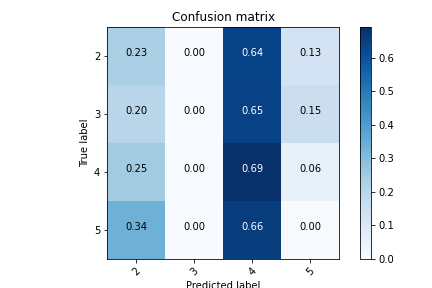 Confusion matrix
2 0.23 0.00 0.64 0.13
3 0.20 0.00 0.65 0.15
4 0.25 0.00 0.69 0.06
5 0.34 0.00 0.66 0.00
2 3 4 5
True label
Predicted label
0.6
0.5
0.4
0.3
0.2
0.1
0.0